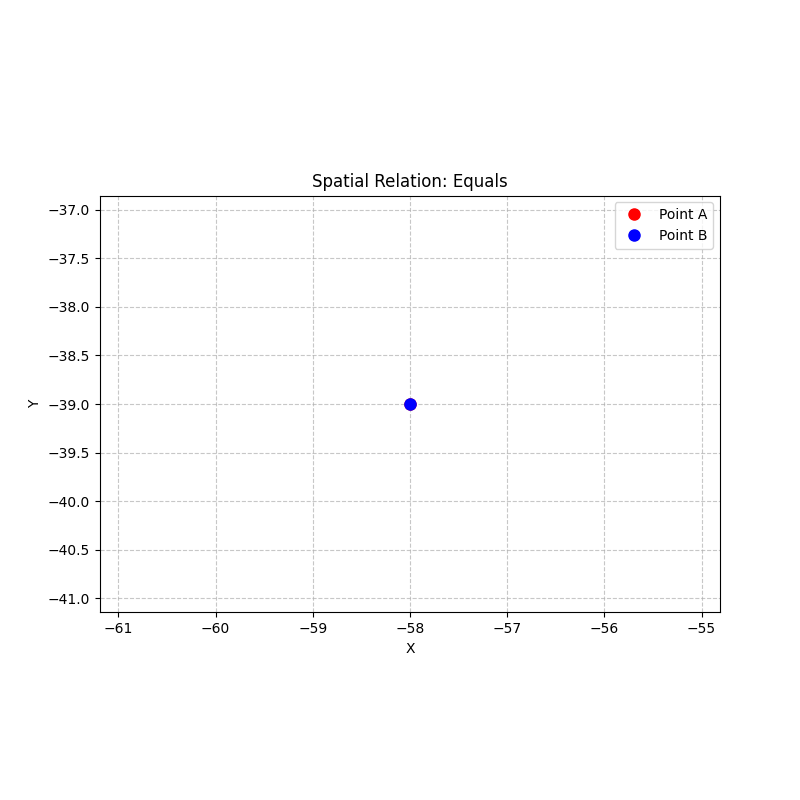 Spatial Relation: Equals
Point A
Point B
−37.0
−37.5
−38.0
−38.5
−39.0
−39.5
−40.0
−40.5
−41.0
Y
−61 −60 −59 −58 −57 −56 −55
X